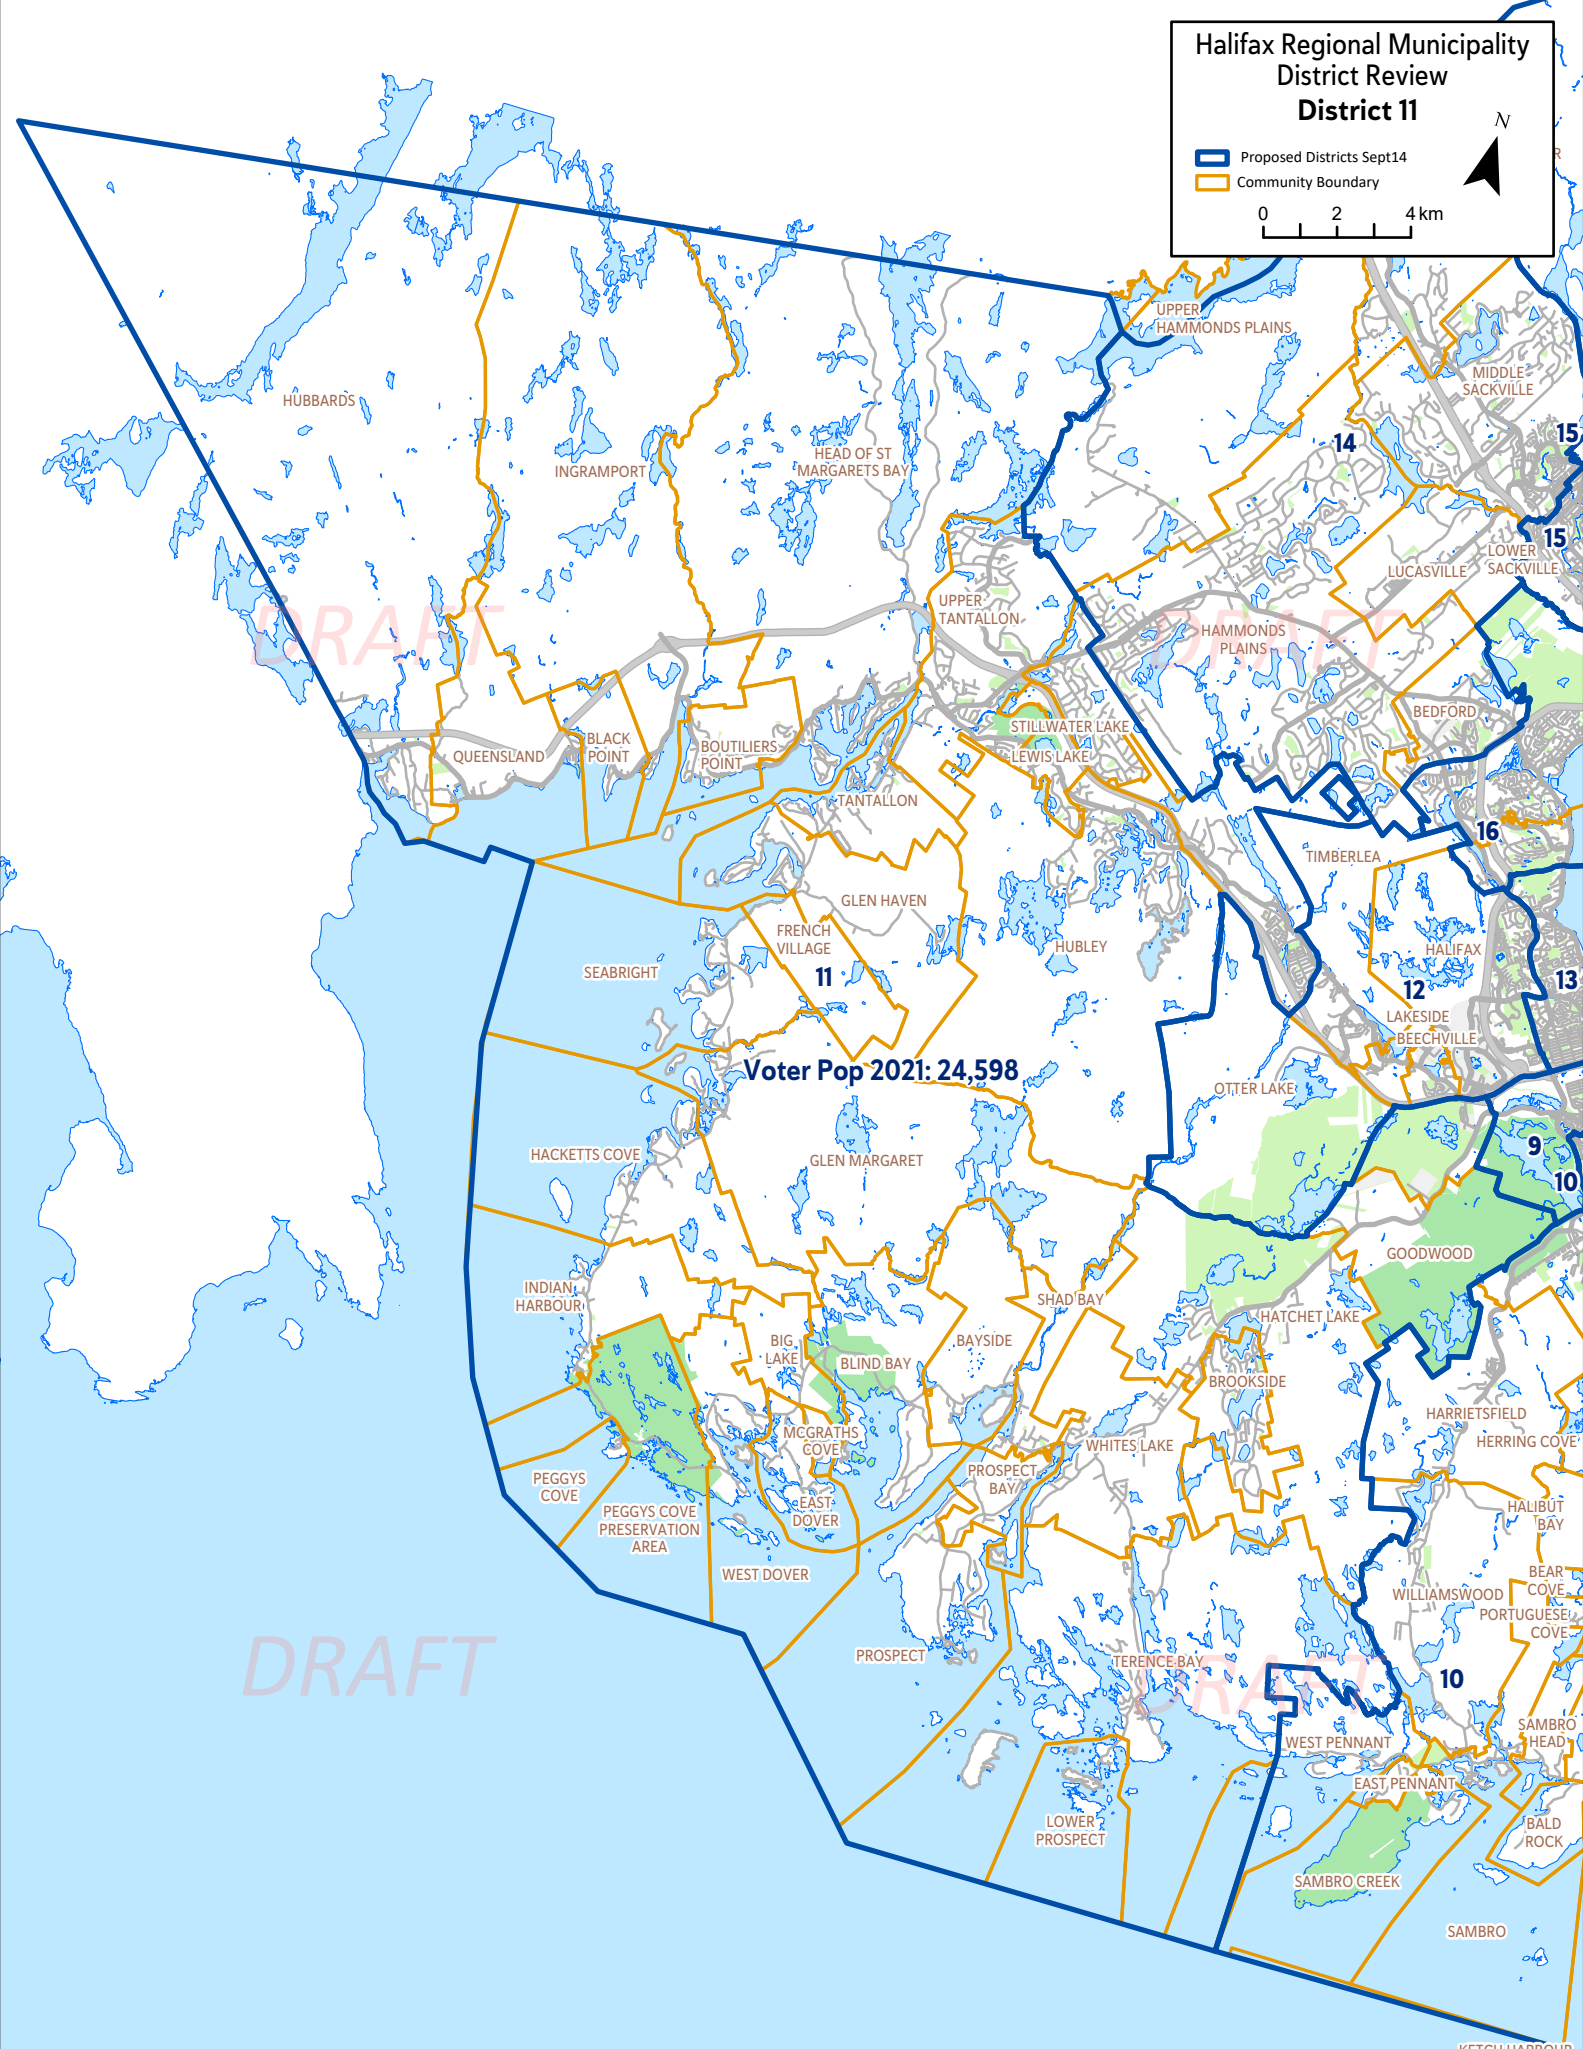 Halifax Regional Municipality
District Review
District 11
N
Proposed Districts Sept14
Community Boundary
0 2 4 km
R
UPPER
HAMMONDS PLAINS
MIDDLE
SACKVILLE
HUBBARDS
15
14
INGRAMPORT
HEAD OF ST
MARGARETS BAY
15
LOWER
SACKVILLE
LUCASVILLE
DRAFT
UPPER
TANTALLON
DRAFT
HAMMONDS
PLAINS
BEDFORD
STILLWATER LAKE
QUEENSLAND
BLACK
POINT
BOUTILIERS
POINT
LEWIS LAKE
TANTALLON
16
TIMBERLEA
GLEN HAVEN
FRENCH
VILLAGE
HUBLEY
HALIFAX
SEABRIGHT
11
12
13
LAKESIDE
BEECHVILLE
Voter Pop 2021: 24,598
OTTER LAKE
HACKETTS COVE
GLEN MARGARET
9
10
GOODWOOD
INDIAN
HARBOUR
SHAD BAY
HATCHET LAKE
BIG
LAKE
BLIND BAY
BAYSIDE
BROOKSIDE
HARRIETSFIELD
MCGRATHS
COVE
WHITES LAKE
HERRING COVE
PEGGYS
COVE
PROSPECT
BAY
PEGGYS COVE
PRESERVATION
AREA
EAST
DOVER
HALIBUT
BAY
WEST DOVER
BEAR
COVE
WILLIAMSWOOD
PORTUGUESE
COVE
DRAFT
PROSPECT
TERENCE BAY
DRAFT
10
WEST PENNANT
SAMBRO
HEAD
EAST PENNANT
LOWER
PROSPECT
BALD
ROCK
SAMBRO CREEK
SAMBRO
KETCH HARBOUR